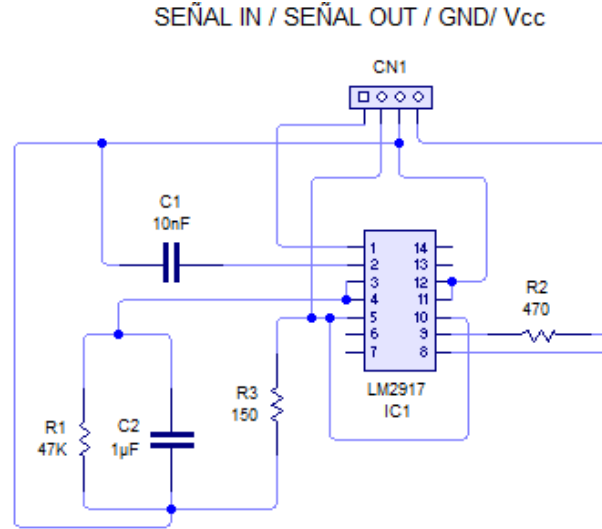 SEÑAL IN / SEÑAL OUT / GND/ Vcc
CN1
C1
10nF
1 14
2 13
3 12
4 11
5 10
6 9
7 8
R2
470
LM2917
IC1
R3
150
R1
47K
C2
1µF